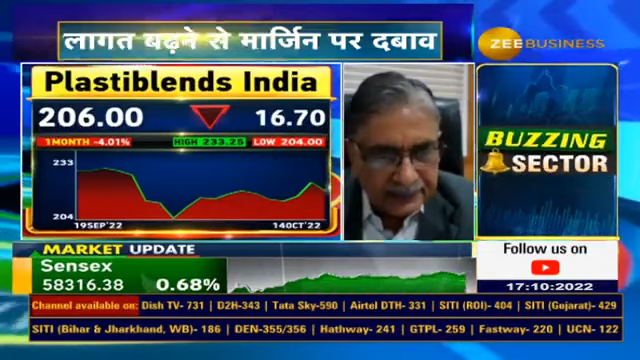 लागत बढ़ने से मार्जिन पर दबाव
ZEE BUSINESS
Plastiblends India
206.00 16.70
1 MONTH -4.01% HIGH 233.25 LOW 204.00
233
204
19SEP'22 14OCT'22
BUZZING
SECTOR
MARKET UPDATE
Sensex
58316.38 0.68%
Follow us on
17:10:2022
Channel available on: Dish TV- 731 | D2H-343 | Tata Sky-590 | Airtel DTH- 331 | SITI (ROI)- 404 | SITI (Gujarat)- 429
SITI (Bihar & Jharkhand, WB)- 186 | DEN-355/356 | Hathway- 241 | GTPL- 259 | Fastway- 220 | UCN- 122